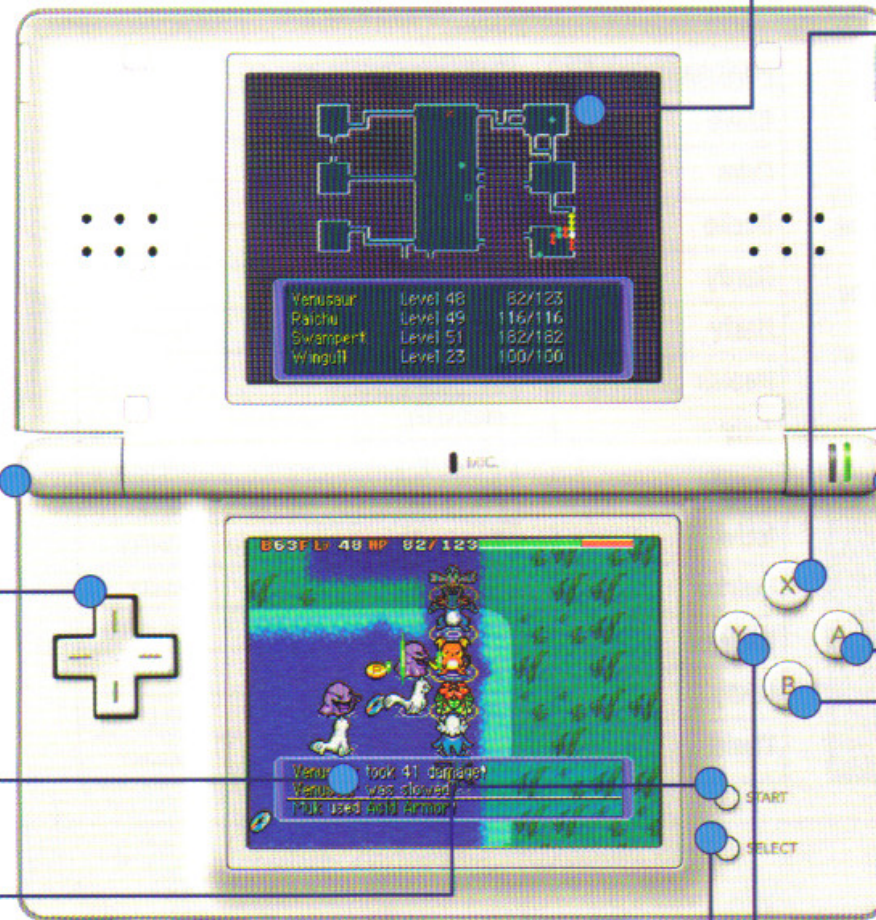 Venusaur Level 48 82/123
Raichu Level 49 116/116
Swampert Level 51 182/182
Wingull Level 23 100/100
MIC.
B63F Lv 48 HP 82/123
X
Y
A
B
took 41 damage!
was slowed
Muk used Acid Armor!
START
SELECT